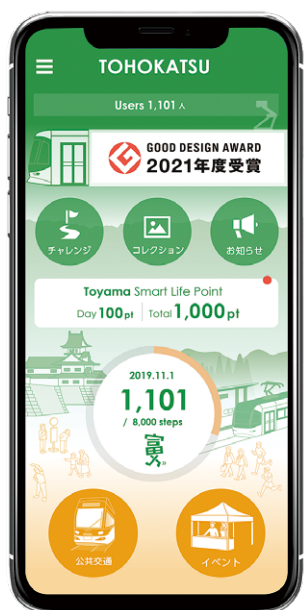 TOHOKATSU
Users 1,101 人
GOOD DESIGN AWARD
2021年度受賞
チャレンジ
コレクション
お知らせ
Toyama Smart Life Point
Day 100pt Total 1,000pt
2019.11.1
1,101
/ 8,000 steps
公共交通
イベント